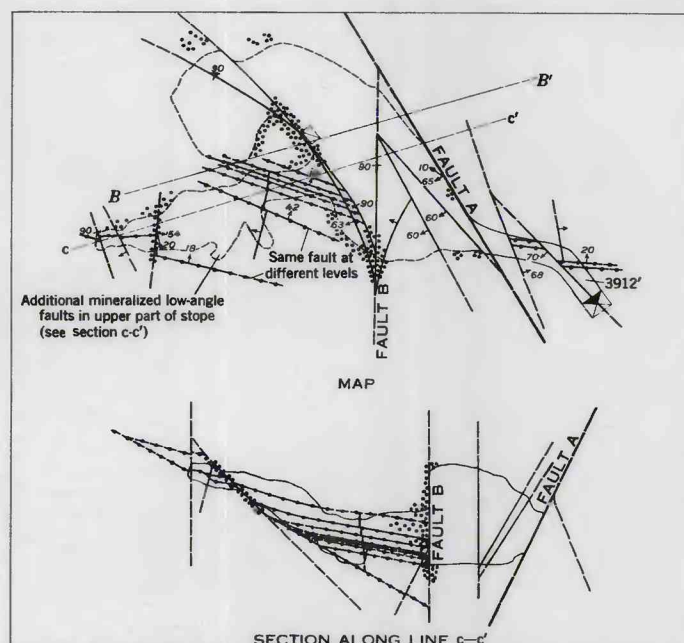 90
B'
c'
FAULT A
10
65
80
B
42
90
60
c
90
54
63
60
20
18
20
70
68
Same fault at
different levels
3912'
Additional mineralized low-angle
faults in upper part of stope
(see section c-c')
FAULT B
MAP
FAULT B
FAULT A
SECTION ALONG LINE c—c'